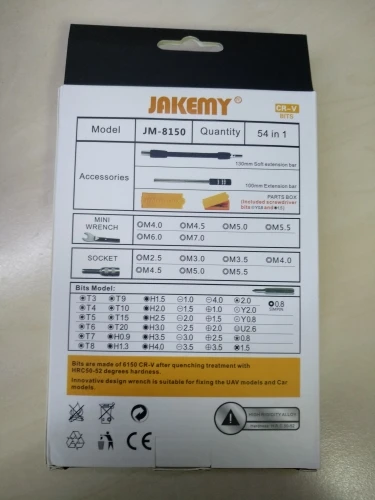 JAKEMY®
CR-V
BITS
Model JM-8150 Quantity 54 in 1
Accessories
130mm Soft extension bar
100mm Extension bar
PARTS BOX
(Included screwdriver
MINI WRENCH M4.0 M4.5 M5.0 M5.5
M6.0 M7.0
SOCKET M2.5 M3.0 M3.5 M4.0
M4.5 M5.0 M5.5
Bits Model:
T3 T9 H1.5 1.0 4.0 2.0 0.8
T4 T10 H2.0 1.5 1.0 Y2.0
T5 T15 H2.5 2.0 1.5 Y0.8
T6 T20 H3.0 2.5 2.0 U2.6
T7 H0.9 H3.5 3.0 2.5 0.8
T8 H1.3 H4.0 3.5 3.5 1.5
Bits are made of 6150 CR-V after quenching treatment with
HRC50-52 degrees hardness.
Innovative design wrench is suitable for fixing the UAV models and Car
models.